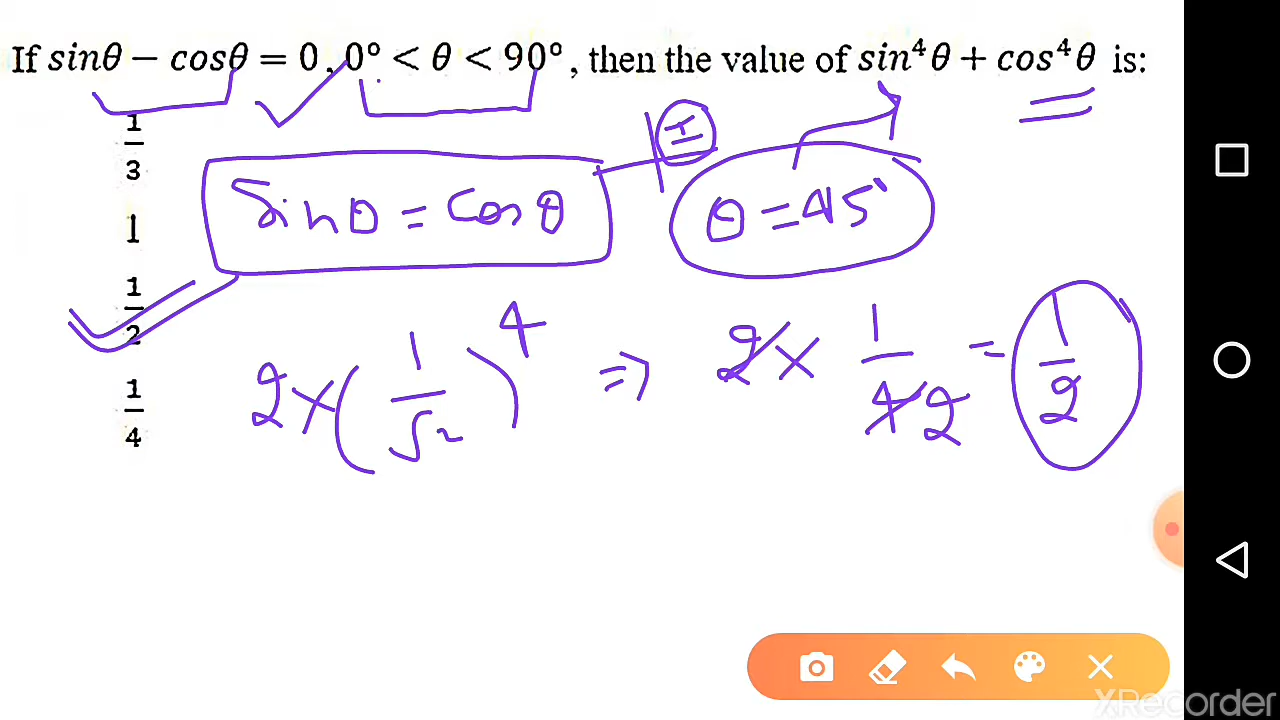 If sinθ − cosθ = 0, 0° < θ < 90°, then the value of sin⁴θ + cos⁴θ is:
1/3
1
1/2
1/4
sinθ = cosθ
I
θ = 45°
2 × (1/√2)⁴ ⇒ 2 × 1/4 2 = 1/2
XRecorder